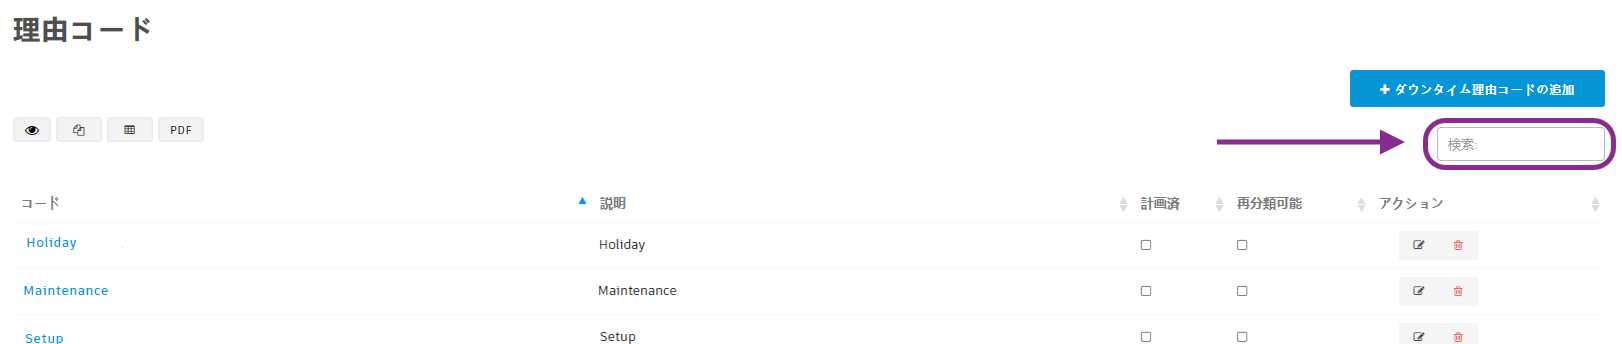 理由コード
ダウンタイム理由コードの追加
PDF
検索:
コード 説明 計画済 再分類可能 アクション
Holiday Holiday
Maintenance Maintenance
Setup Setup